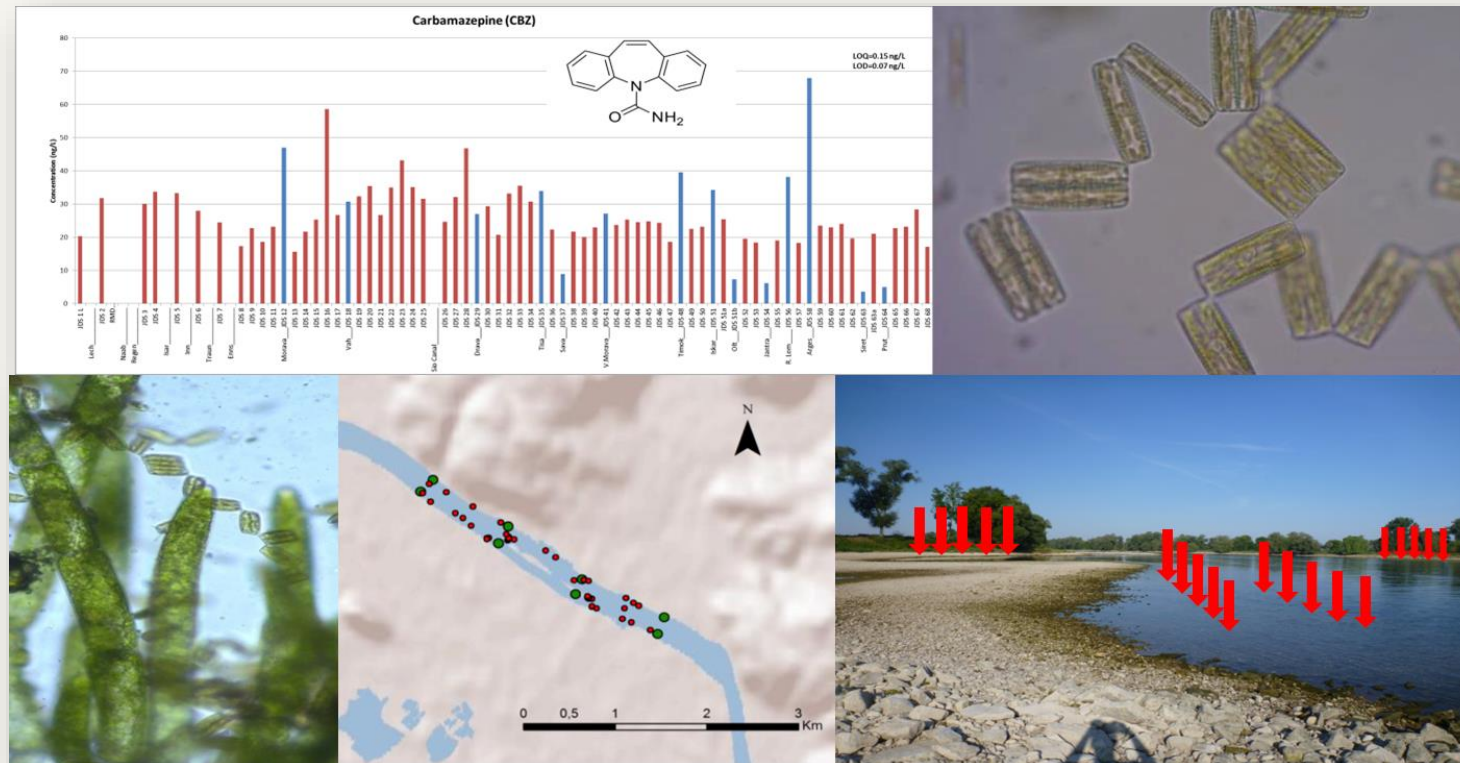 Carbamazepine (CBZ)
LOQ=0.15 ng/L
LOD=0.07 ng/L
N
O
NH2
Concentration (ng/L)
80
70
60
50
40
30
20
10
0
JDS 1 L
Lech
JDS 2
RMD
Naab
Regen
JDS 3
JDS 4
Isar
JDS 5
Inn
JDS 6
Traun
JDS 7
Enns
JDS 8
JDS 9
JDS 10
JDS 11
Morava JDS 12
JDS 13
JDS 14
JDS 15
JDS 16
JDS 17
Vah JDS 18
JDS 19
JDS 20
JDS 21
JDS 22
JDS 23
JDS 24
JDS 25
Sio Canal
JDS 26
JDS 27
JDS 28
Drava JDS 29
JDS 30
JDS 31
JDS 32
JDS 33
JDS 34
Tisa JDS 35
JDS 36
Sava JDS 37
JDS 38
JDS 39
JDS 40
V.Morava JDS 41
JDS 42
JDS 43
JDS 44
JDS 45
JDS 46
JDS 47
Timok JDS 48
JDS 49
JDS 50
Iskar JDS 51
JDS 51a
Olt JDS 51b
JDS 52
JDS 53
Jantra JDS 54
JDS 55
R. Lom JDS 56
JDS 57
Arges JDS 58
JDS 59
JDS 60
JDS 61
JDS 62
Siret JDS 63
JDS 63a
Prut JDS 64
JDS 65
JDS 66
JDS 67
JDS 68
N
0 0,5 1 2 3
Km